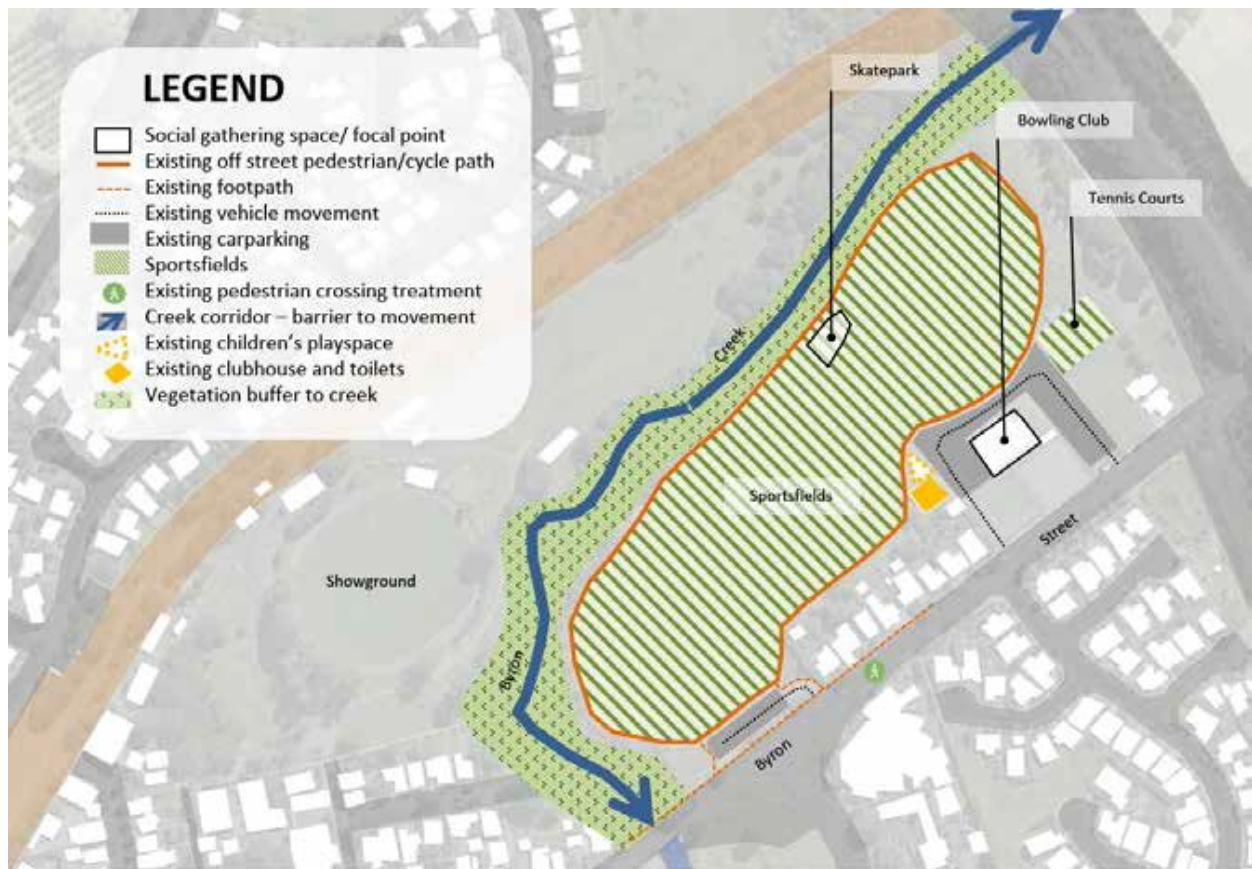 LEGEND
Social gathering space/ focal point
Existing off street pedestrian/cycle path
Existing footpath
Existing vehicle movement
Existing carparking
Sportsfields
Existing pedestrian crossing treatment
Creek corridor – barrier to movement
Existing children's playspace
Existing clubhouse and toilets
Vegetation buffer to creek
Skatepark
Bowling Club
Tennis Courts
Creek
Sportsfields
Street
Showground
Byron
Byron